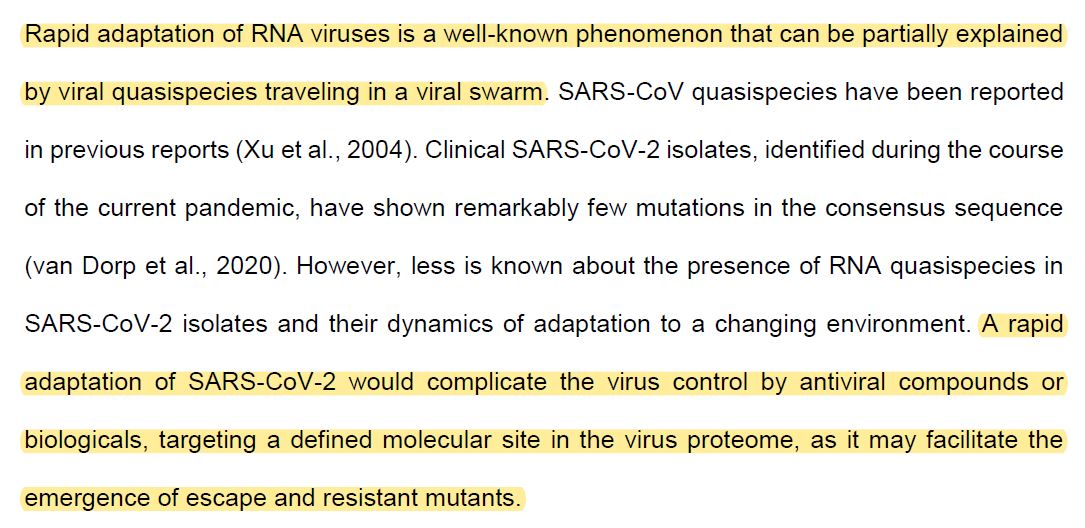 Rapid adaptation of RNA viruses is a well-known phenomenon that can be partially explained
by viral quasispecies traveling in a viral swarm. SARS-CoV quasispecies have been reported
in previous reports (Xu et al., 2004). Clinical SARS-CoV-2 isolates, identified during the course
of the current pandemic, have shown remarkably few mutations in the consensus sequence
(van Dorp et al., 2020). However, less is known about the presence of RNA quasispecies in
SARS-CoV-2 isolates and their dynamics of adaptation to a changing environment. A rapid
adaptation of SARS-CoV-2 would complicate the virus control by antiviral compounds or
biologicals, targeting a defined molecular site in the virus proteome, as it may facilitate the
emergence of escape and resistant mutants.